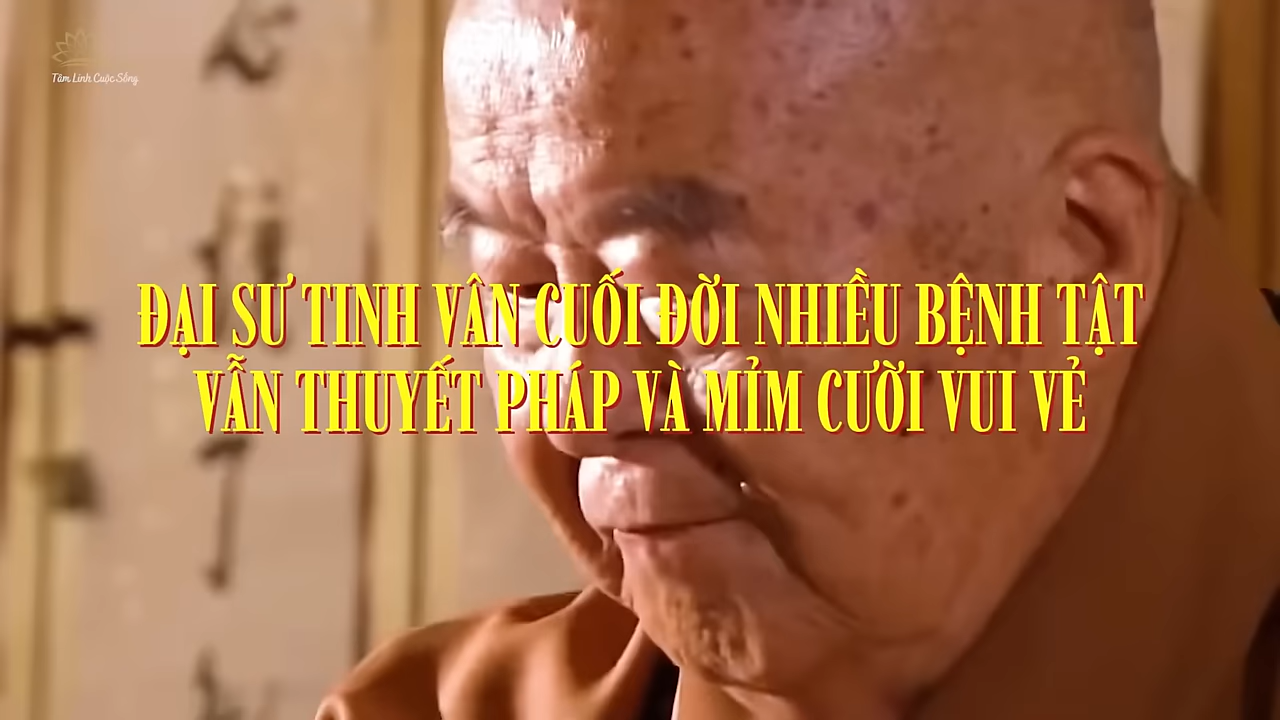 Tâm Linh Cuộc Sống
ĐẠI SƯ TINH VÂN CUỐI ĐỜI NHIỀU BỆNH TẬT
VẪN THUYẾT PHÁP VÀ MỈM CƯỜI VUI VẺ